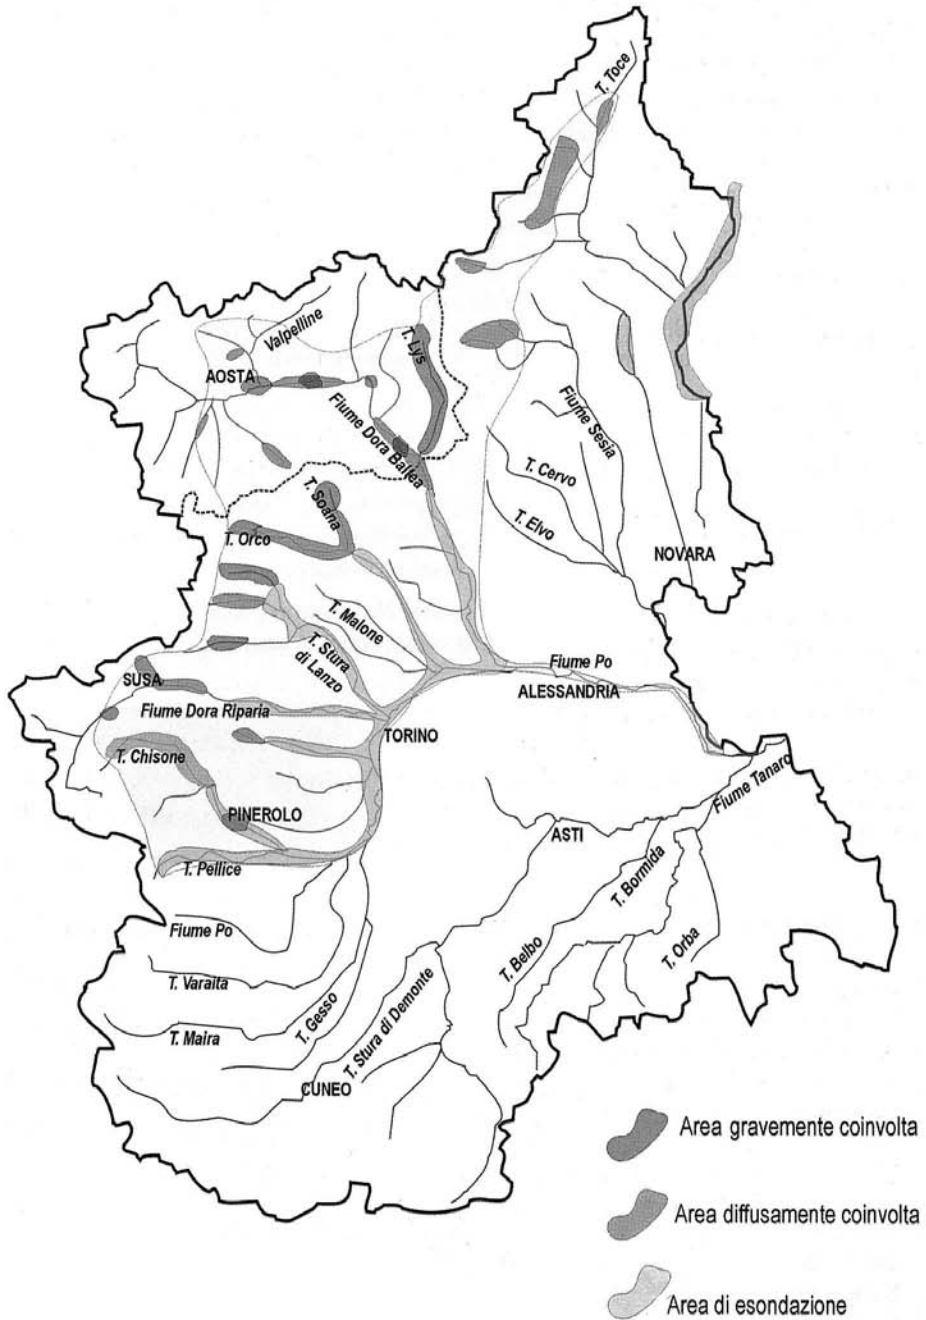 T. Toce
Valpelline
T. Lys
AOSTA
Fiume Dora Baltea
Fiume Sesia
T. Cervo
T. Soana
T. Elvo
T. Orco
NOVARA
T. Malone
T. Stura
di Lanzo
Fiume Po
SUSA
ALESSANDRIA
Fiume Dora Riparia
TORINO
T. Chisone
Fiume Tanaro
PINEROLO
ASTI
T. Pellice
T. Bormida
Fiume Po
T. Orba
T. Belbo
T. Varaita
T. Gesso
T. Stura di Demonte
T. Maira
CUNEO
Area gravemente coinvolta
Area diffusamente coinvolta
Area di esondazione